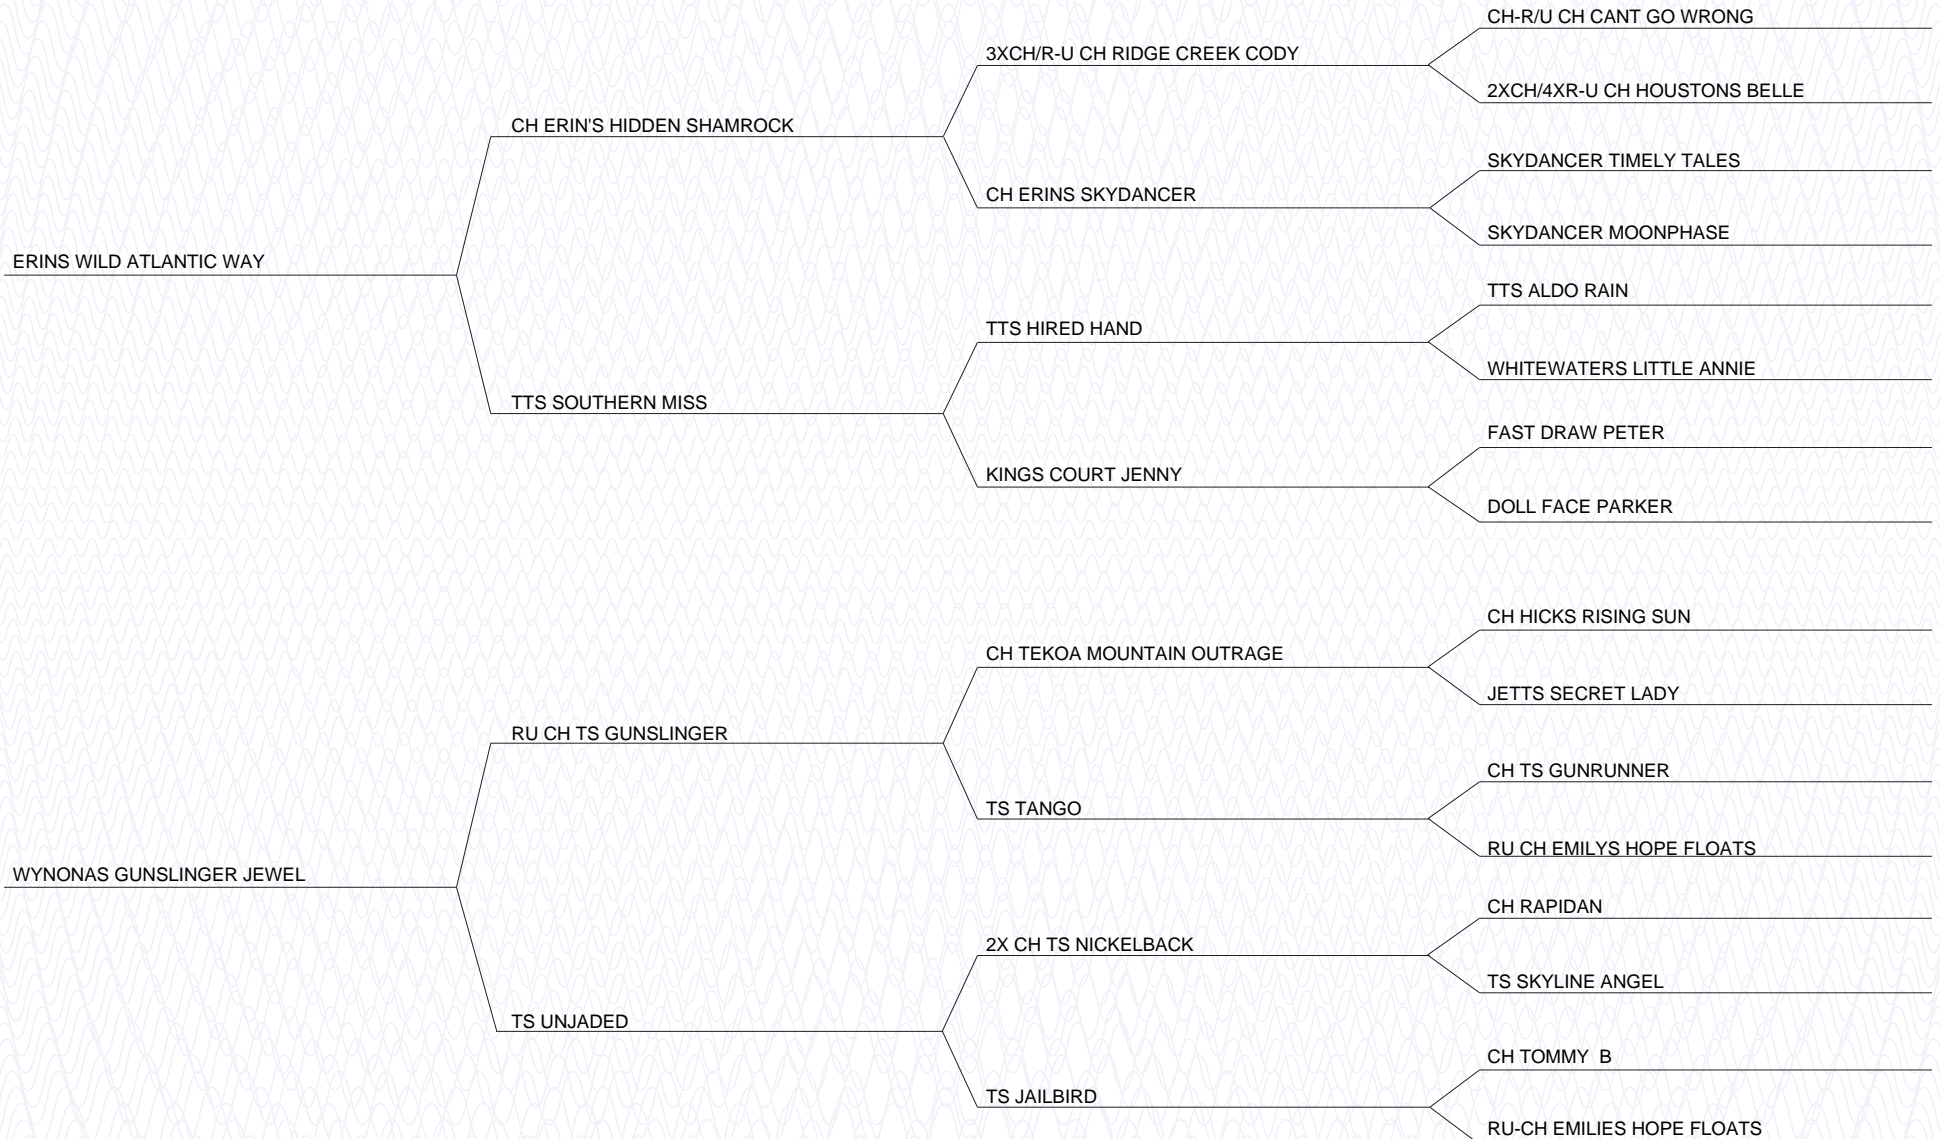 CH-R/U CH CANT GO WRONG
3XCH/R-U CH RIDGE CREEK CODY
2XCH/4XR-U CH HOUSTONS BELLE
CH ERIN'S HIDDEN SHAMROCK
SKYDANCER TIMELY TALES
CH ERINS SKYDANCER
SKYDANCER MOONPHASE
ERINS WILD ATLANTIC WAY
TTS ALDO RAIN
TTS HIRED HAND
WHITEWATERS LITTLE ANNIE
TTS SOUTHERN MISS
FAST DRAW PETER
KINGS COURT JENNY
DOLL FACE PARKER
CH HICKS RISING SUN
CH TEKOA MOUNTAIN OUTRAGE
JETTS SECRET LADY
RU CH TS GUNSLINGER
CH TS GUNRUNNER
TS TANGO
RU CH EMILYS HOPE FLOATS
WYNONAS GUNSLINGER JEWEL
CH RAPIDAN
2X CH TS NICKELBACK
TS SKYLINE ANGEL
TS UNJADED
CH TOMMY  B
TS JAILBIRD
RU-CH EMILIES HOPE FLOATS